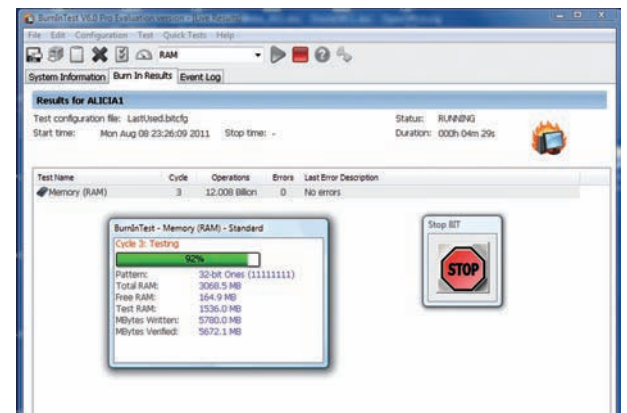 BurnInTest V6.0 Pro Evaluation version - [Live Results]
File Edit Configuration Test Quick Tests Help
RAM
System Information Burn In Results Event Log
Results for ALICIA1
Test configuration file: LastUsed.bitcfg Status: RUNNING
Start time: Mon Aug 08 23:26:09 2011 Stop time: - Duration: 000h 04m 29s
Test Name Cycle Operations Errors Last Error Description
Memory (RAM) 3 12.008 Billion 0 No errors
BurnInTest - Memory (RAM) - Standard
Cycle 3: Testing
92%
Pattern: 32-bit Ones (11111111)
Total RAM: 3068.5 MB
Free RAM: 164.9 MB
Test RAM: 1536.0 MB
MBytes Written: 5780.0 MB
MBytes Verified: 5672.1 MB
Stop BIT
STOP